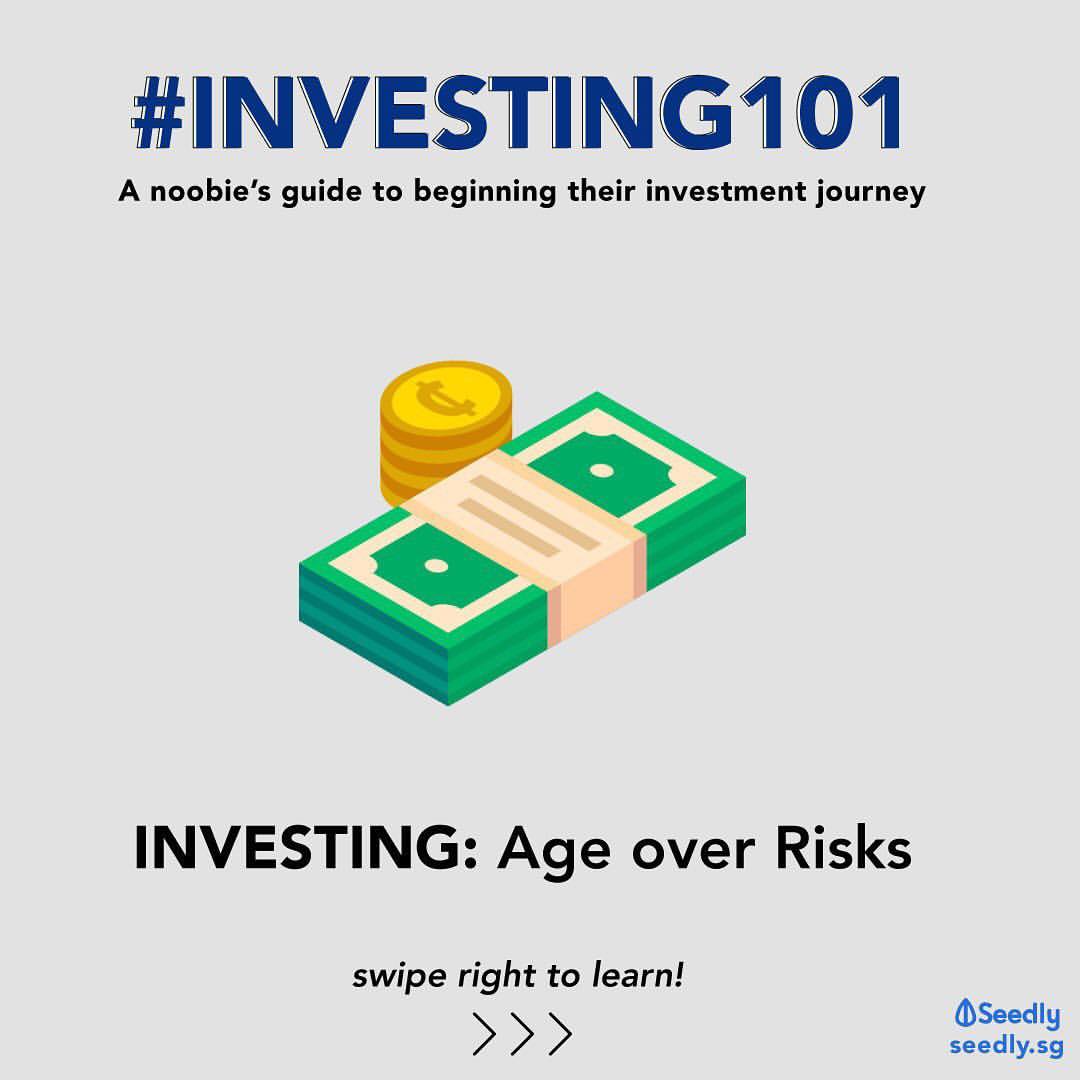 #INVESTING101
A noobie’s guide to beginning their investment journey
INVESTING: Age over Risks
swipe right to learn!
Seedly
seedly.sg